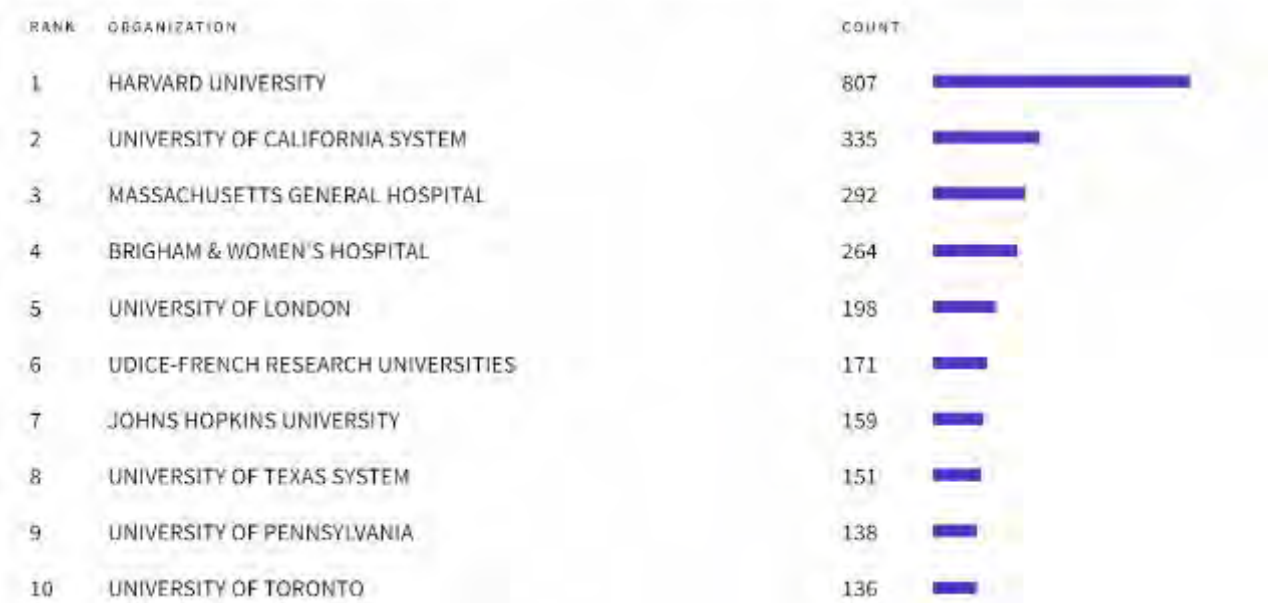 RANK ORGANIZATION COUNT
1 HARVARD UNIVERSITY 807
2 UNIVERSITY OF CALIFORNIA SYSTEM 335
3 MASSACHUSETTS GENERAL HOSPITAL 292
4 BRIGHAM & WOMEN'S HOSPITAL 264
5 UNIVERSITY OF LONDON 198
6 UDICE-FRENCH RESEARCH UNIVERSITIES 171
7 JOHNS HOPKINS UNIVERSITY 159
8 UNIVERSITY OF TEXAS SYSTEM 151
9 UNIVERSITY OF PENNSYLVANIA 138
10 UNIVERSITY OF TORONTO 136